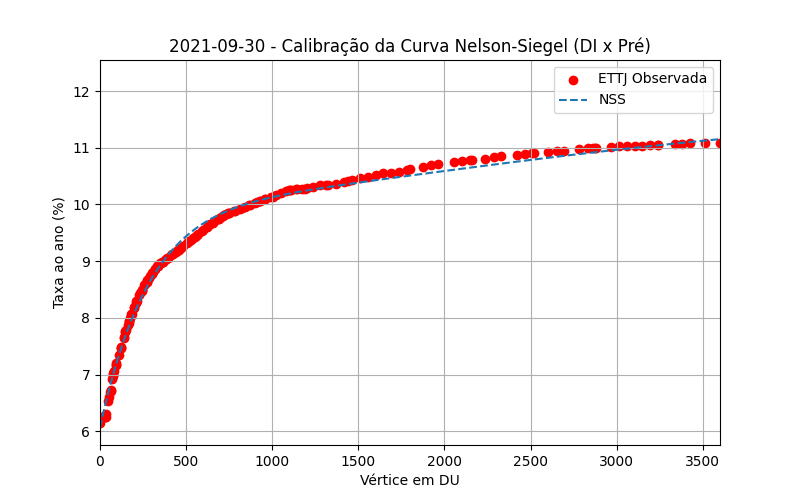 2021-09-30 - Calibração da Curva Nelson-Siegel (DI x Pré)
ETTJ Observada
NSS
12
11
10
9
8
7
6
Taxa ao ano (%)
0 500 1000 1500 2000 2500 3000 3500
Vértice em DU